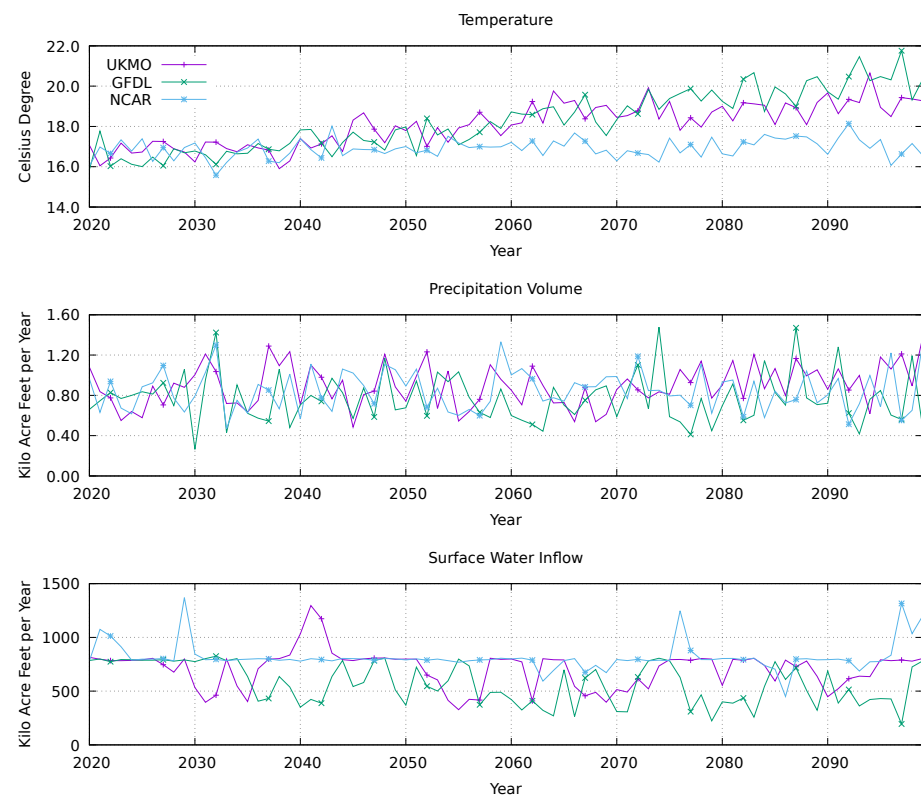 Temperature
22.0
20.0
18.0
16.0
14.0
Celsius Degree
UKMO
GFDL
NCAR
2020 2030 2040 2050 2060 2070 2080 2090
Year
Precipitation Volume
1.60
1.20
0.80
0.40
0.00
Kilo Acre Feet per Year
2020 2030 2040 2050 2060 2070 2080 2090
Year
Surface Water Inflow
1500
1000
500
0
Kilo Acre Feet per Year
2020 2030 2040 2050 2060 2070 2080 2090
Year